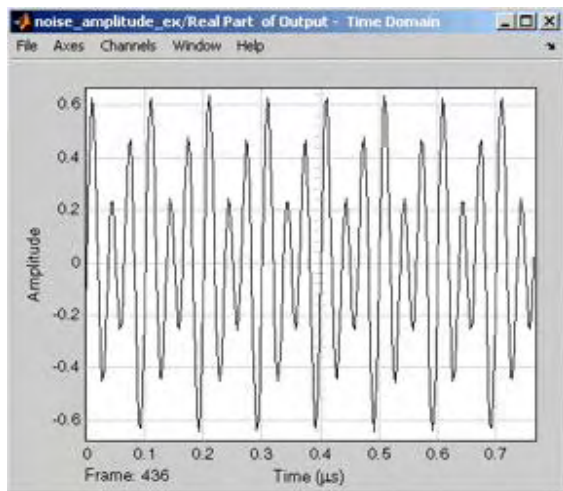 noise_amplitude_ex/Real Part of Output - Time Domain
File Axes Channels Window Help
0.6
0.4
0.2
0
-0.2
-0.4
-0.6
Amplitude
0 0.1 0.2 0.3 0.4 0.5 0.6 0.7
Frame: 436 Time (µs)